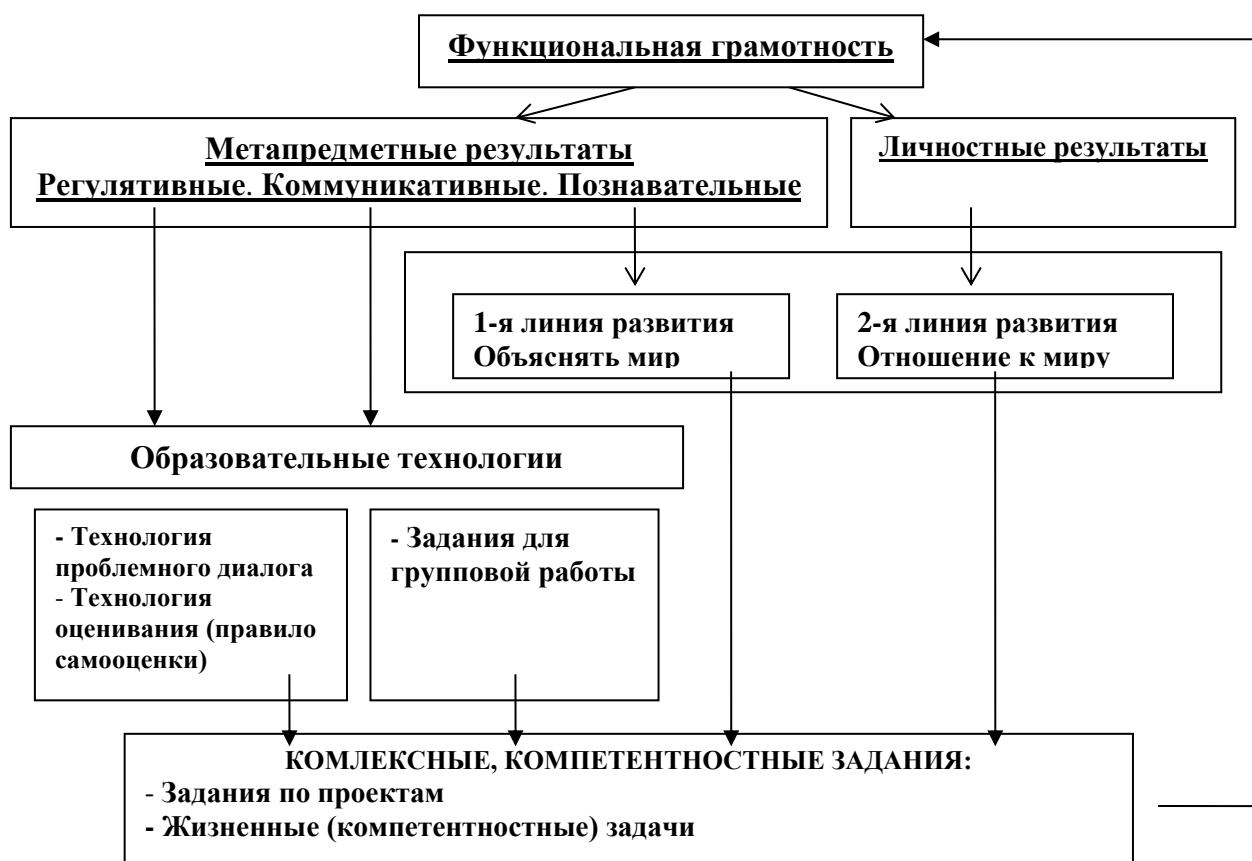 Функциональная грамотность
Метапредметные результаты
Регулятивные. Коммуникативные. Познавательные
Личностные результаты
1-я линия развития
Объяснять мир
2-я линия развития
Отношение к миру
Образовательные технологии
- Технология
проблемного диалога
- Технология
оценивания (правило
самооценки)
- Задания для
групповой работы
КОМЛЕКСНЫЕ, КОМПЕТЕНТНОСТНЫЕ ЗАДАНИЯ:
- Задания по проектам
- Жизненные (компетентностные) задачи